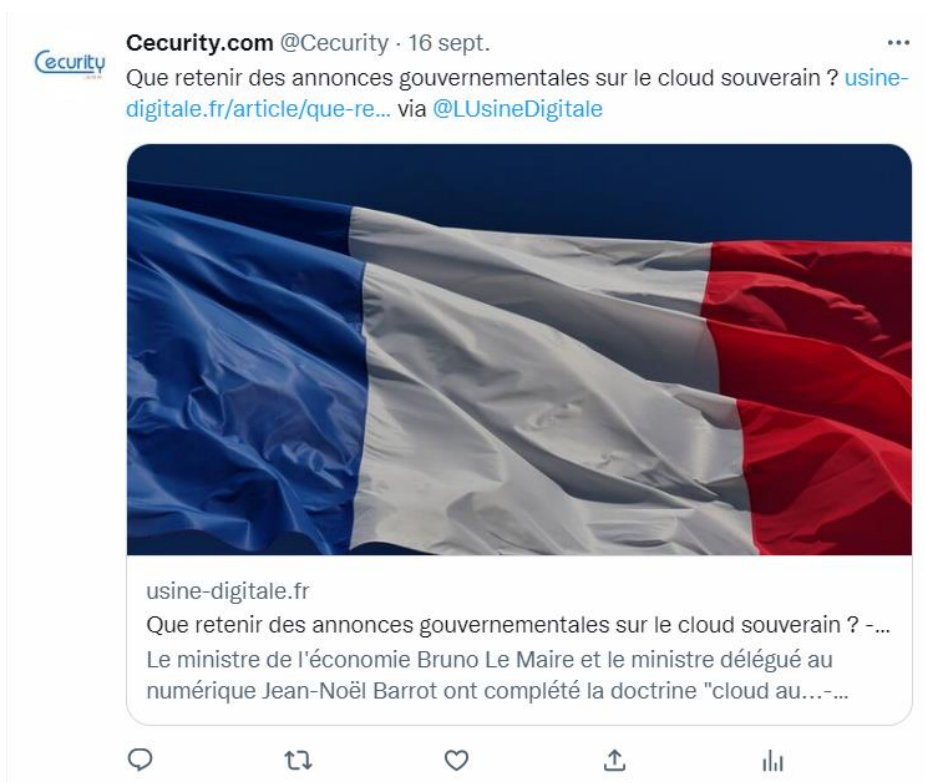 Cecurity
.com
Cecurity.com @Cecurity · 16 sept.
Que retenir des annonces gouvernementales sur le cloud souverain ? usine-
digitale.fr/article/que-re... via @LUsineDigitale
usine-digitale.fr
Que retenir des annonces gouvernementales sur le cloud souverain ? -...
Le ministre de l'économie Bruno Le Maire et le ministre délégué au
numérique Jean-Noël Barrot ont complété la doctrine "cloud au...-...